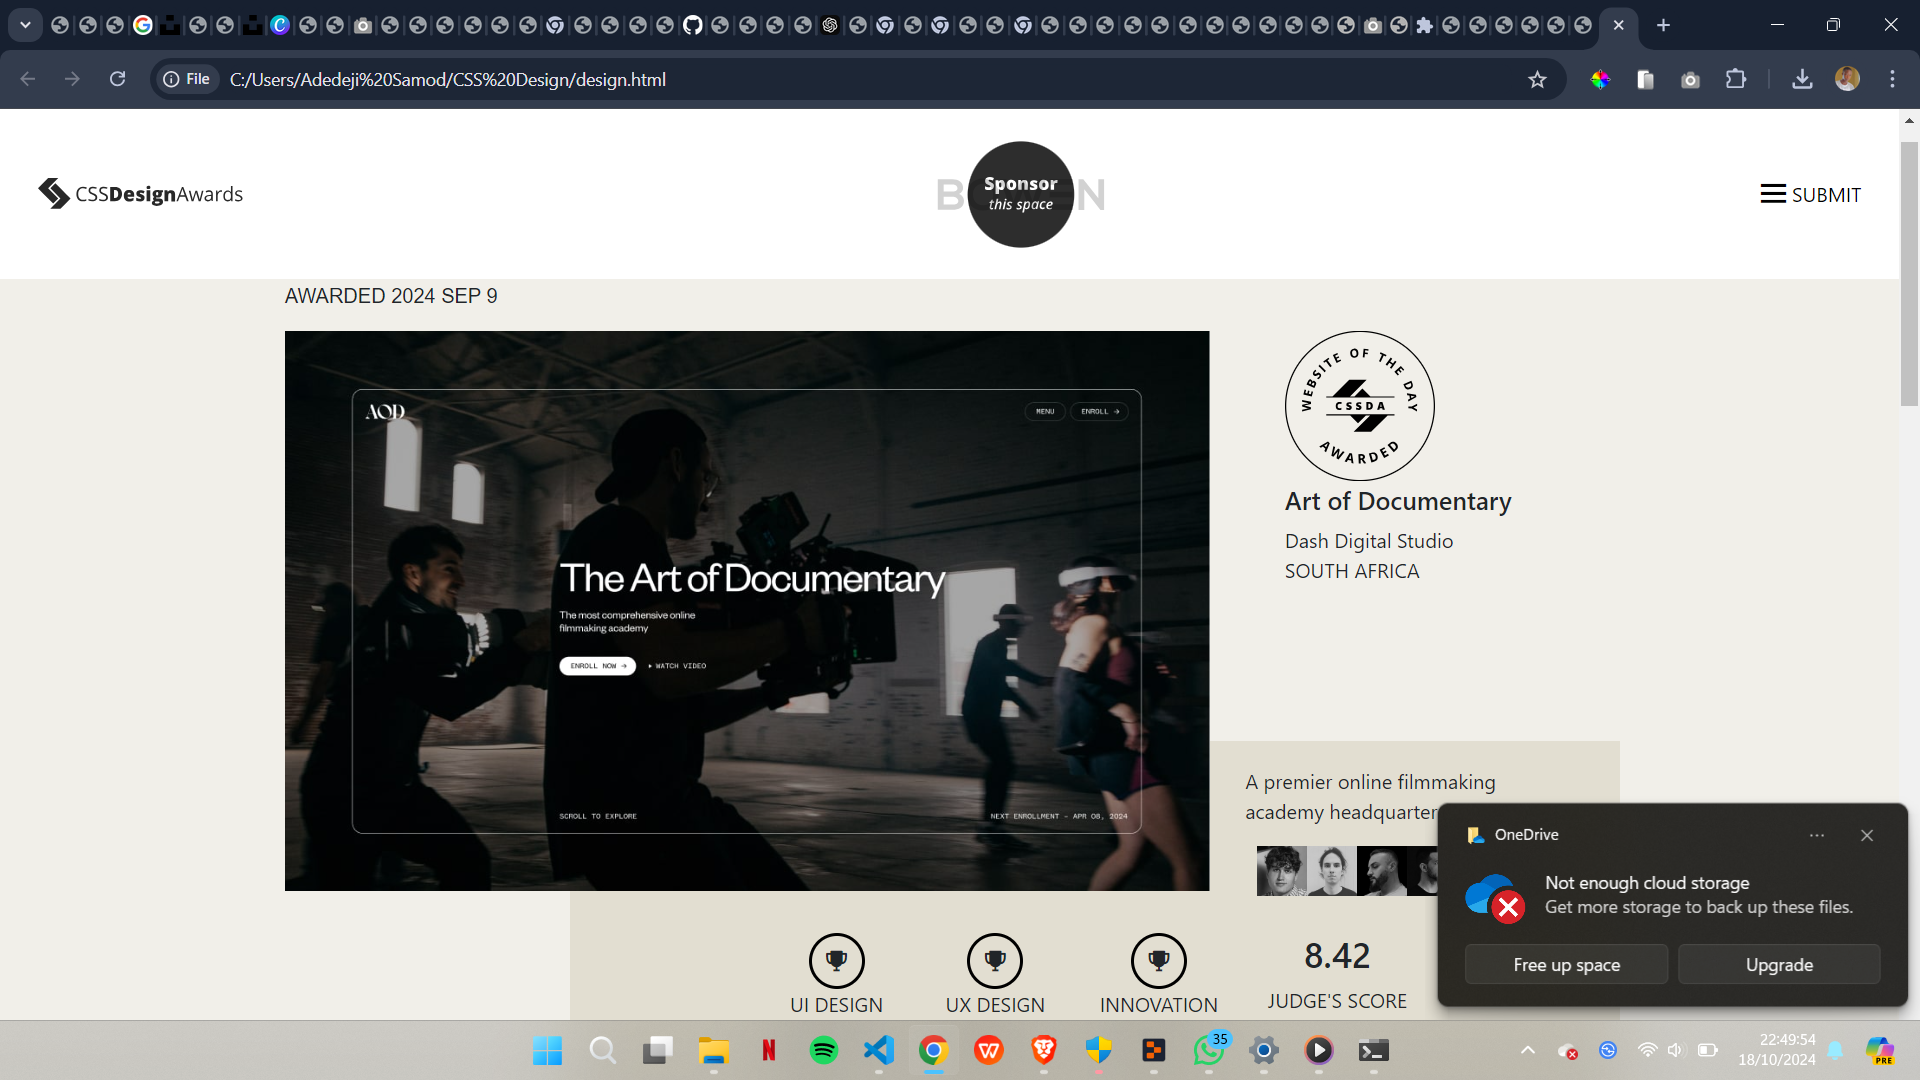 File
C:/Users/Adedeji%20Samod/CSS%20Design/design.html
CSSDesignAwards
B
Sponsor
this space
N
SUBMIT
AWARDED 2024 SEP 9
AOD
MENU
ENROLL →
The Art of Documentary
The most comprehensive online
filmmaking academy
ENROLL NOW →
WATCH VIDEO
SCROLL TO EXPLORE
NEXT ENROLLMENT - APR 08, 2024
WEBSITE OF THE DAY
CSSDA
AWARDED
Art of Documentary
Dash Digital Studio
SOUTH AFRICA
A premier online filmmaking
academy headquarter
UI DESIGN
UX DESIGN
INNOVATION
8.42
JUDGE'S SCORE
OneDrive
Not enough cloud storage
Get more storage to back up these files.
Free up space
Upgrade
35
22:49:54
18/10/2024
PRE